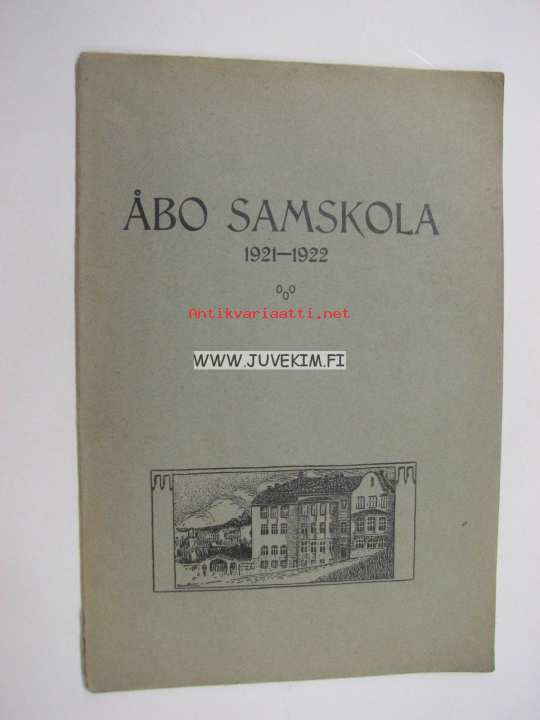 ÅBO SAMSKOLA
1921—1922
Antikvariaatti.net
WWW.JUVEKIM.FI